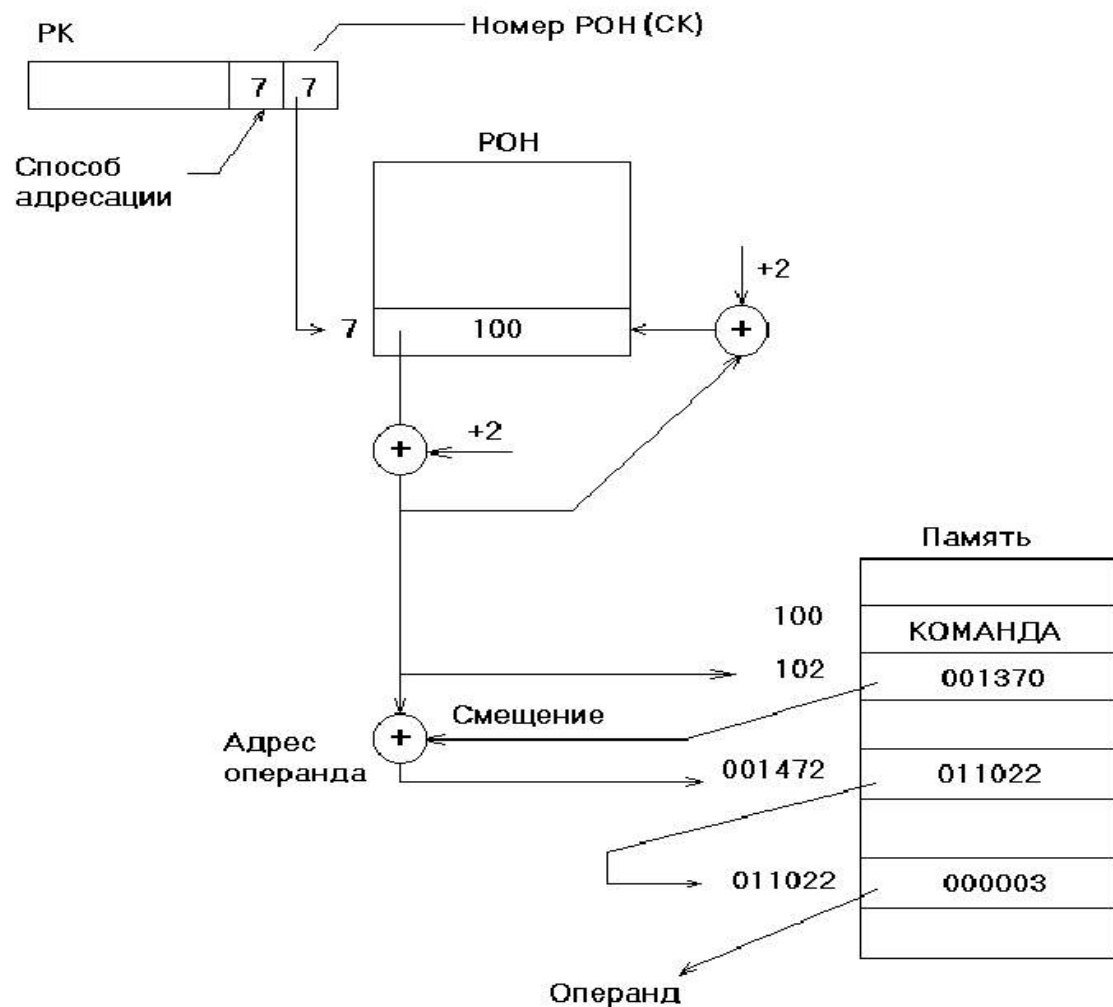 РК
Номер РОН (СК)
7 7
Способ
адресации
РОН
+2
7 100 +
+ +2
Память
100 КОМАНДА
102 001370
Смещение
+
Адрес
операнда
001472 011022
011022 000003
Операнд